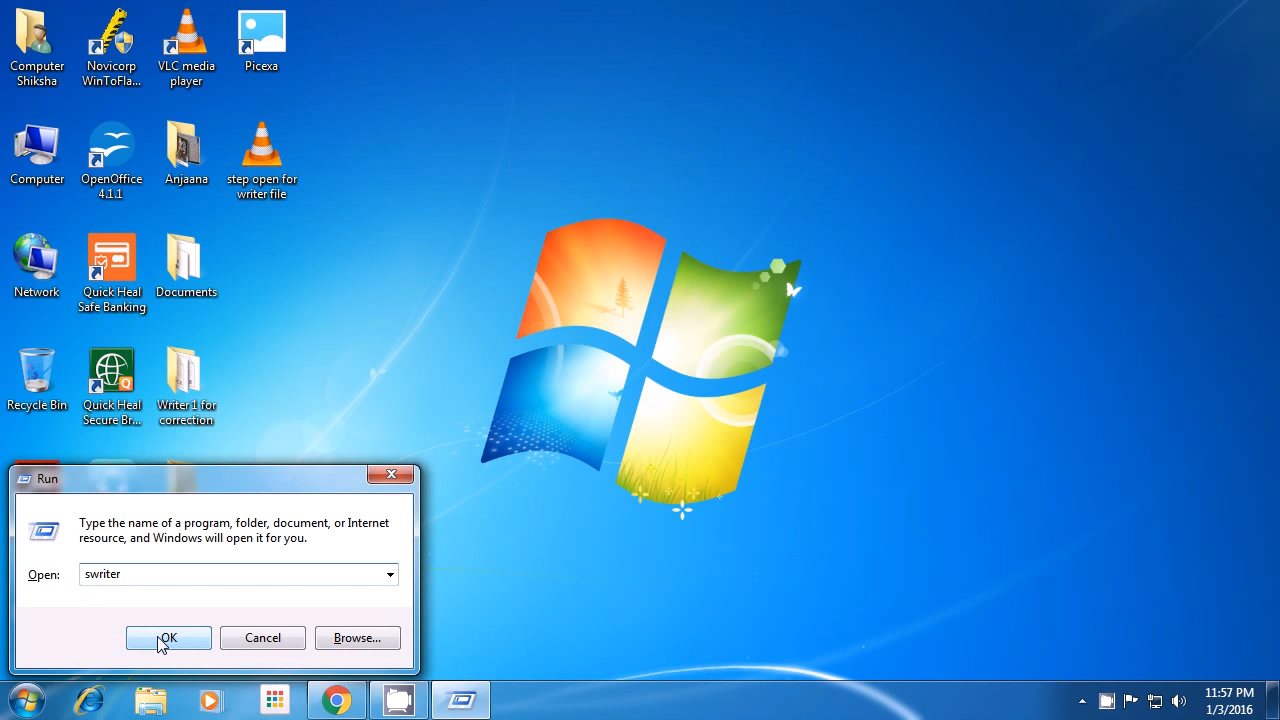 Computer
Shiksha
Novicorp
WinToFla...
VLC media
player
Picexa
Computer
OpenOffice
4.1.1
Anjaana
step open for
writer file
Network
Quick Heal
Safe Banking
Documents
Recycle Bin
Quick Heal
Secure Br...
Writer 1 for
correction
Run
Type the name of a program, folder, document, or Internet
resource, and Windows will open it for you.
Open:
swriter
OK
Cancel
Browse...
11:57 PM
1/3/2016